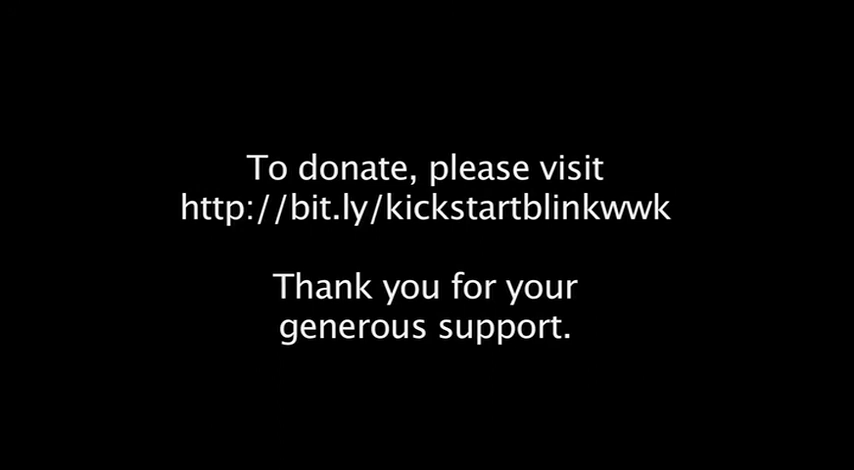 To donate, please visit
http://bit.ly/kickstartblinkwwk
Thank you for your
generous support.